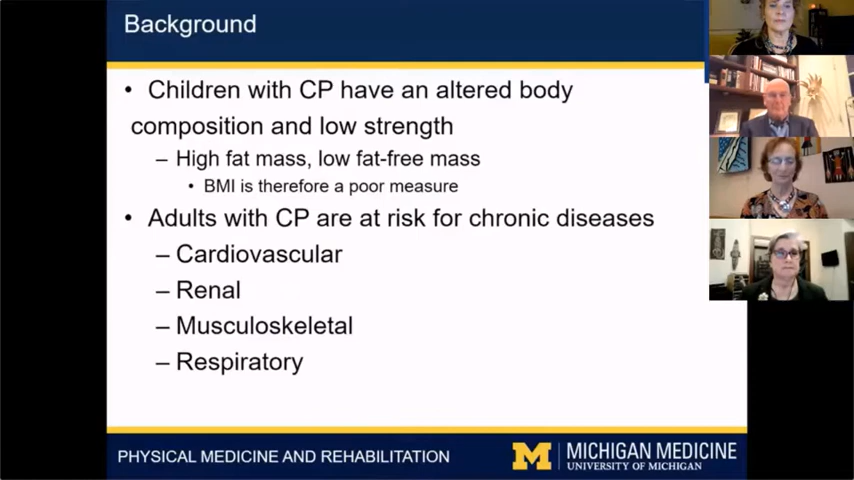 Background
• Children with CP have an altered body
composition and low strength
– High fat mass, low fat-free mass
• BMI is therefore a poor measure
• Adults with CP are at risk for chronic diseases
– Cardiovascular
– Renal
– Musculoskeletal
– Respiratory
PHYSICAL MEDICINE AND REHABILITATION
M MICHIGAN MEDICINE
UNIVERSITY OF MICHIGAN